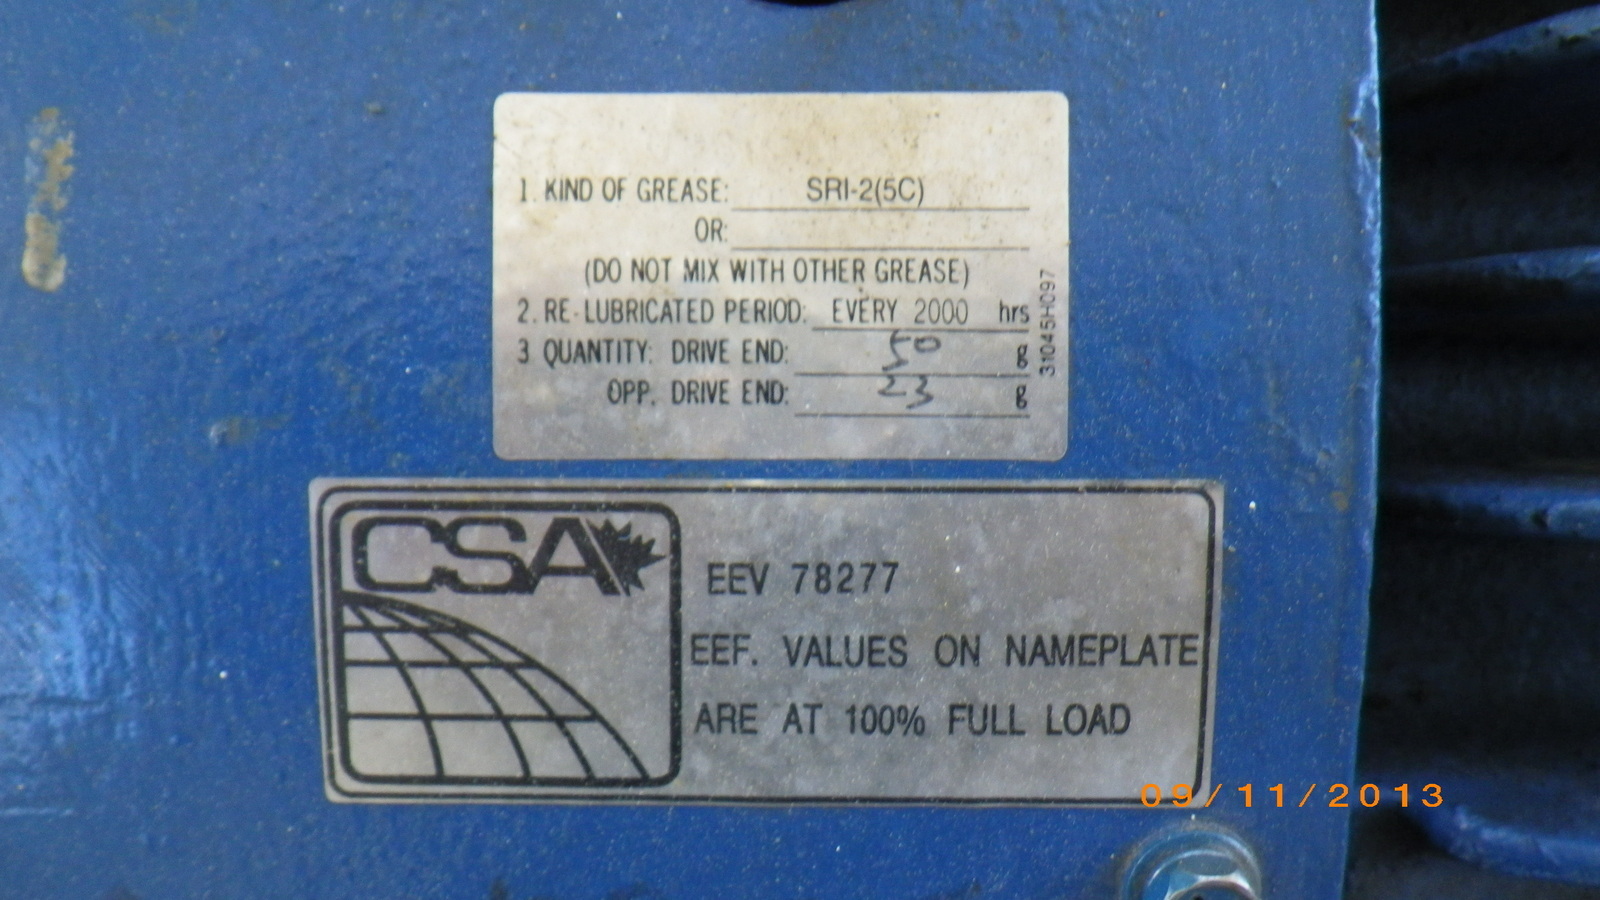 1. KIND OF GREASE: SRI-2(5C)
OR:
(DO NOT MIX WITH OTHER GREASE)
2. RE-LUBRICATED PERIOD: EVERY 2000 hrs
3 QUANTITY: DRIVE END: 50 g
OPP. DRIVE END: 23 g
31045H097
CSA
EEV 78277
EEF. VALUES ON NAMEPLATE
ARE AT 100% FULL LOAD
09/11/2013